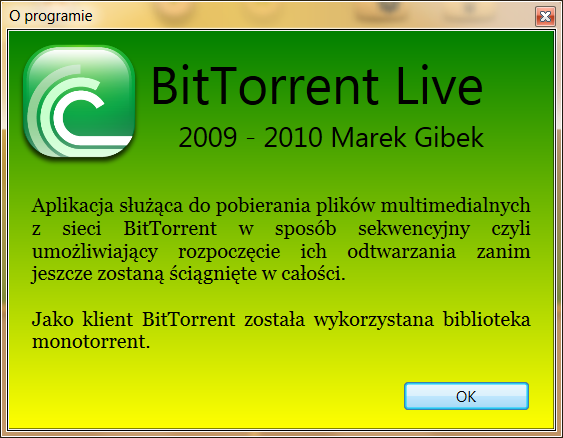 O programie
BitTorrent Live
2009 - 2010 Marek Gibek
Aplikacja służąca do pobierania plików multimedialnych
z sieci BitTorrent w sposób sekwencyjny czyli
umożliwiający rozpoczęcie ich odtwarzania zanim
jeszcze zostaną ściągnięte w całości.
Jako klient BitTorrent została wykorzystana biblioteka
monotorrent.
OK